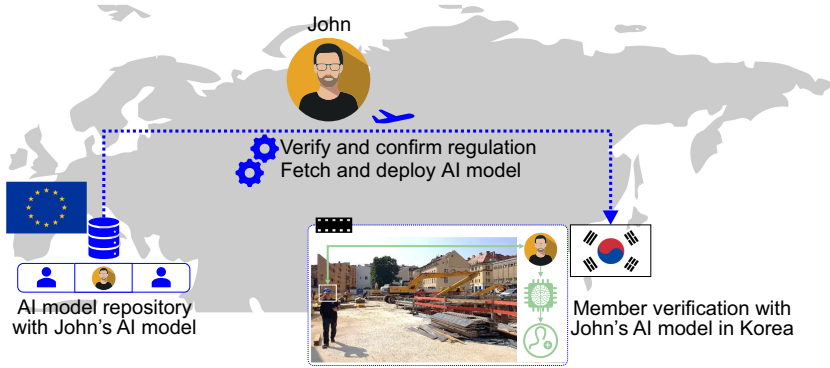 John
Verify and confirm regulation
Fetch and deploy AI model
AI model repository
with John's AI model
Member verification with
John's AI model in Korea